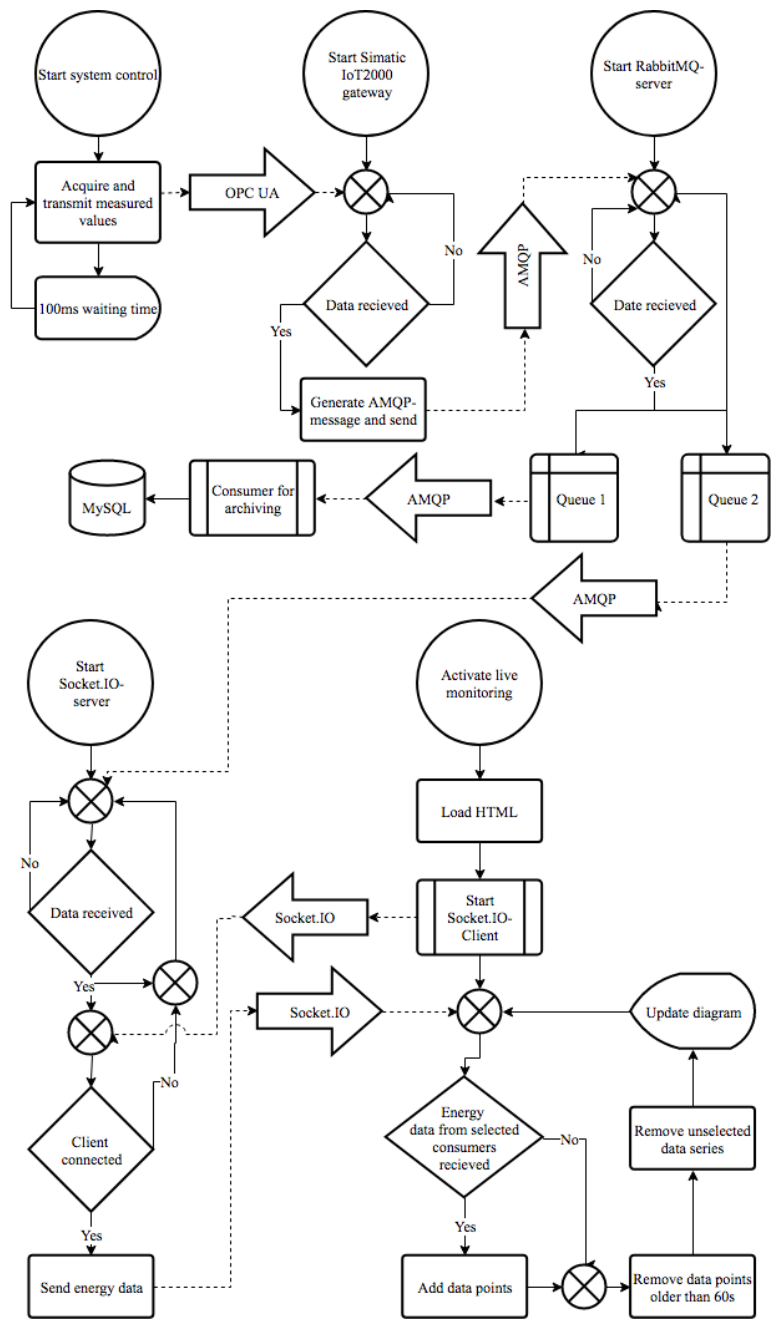 Start system control
Start Simatic
IoT2000
gateway
Start RabbitMQ-
server
Acquire and
transmit measured
values
OPC UA
AMQP
No
No
100ms waiting time
Data recieved
Date recieved
Yes
Yes
Generate AMQP-
message and send
MySQL
Consumer for
archiving
AMQP
Queue 1
Queue 2
AMQP
Start
Socket.IO-
server
Activate live
monitoring
Load HTML
No
Data received
Socket.IO
Start
Socket.IO-
Client
Yes
Socket.IO
Update diagram
No
Client
connected
Energy
data from selected
consumers
recieved
No
Remove unselected
data series
Yes
Yes
Send energy data
Add data points
Remove data points
older than 60s